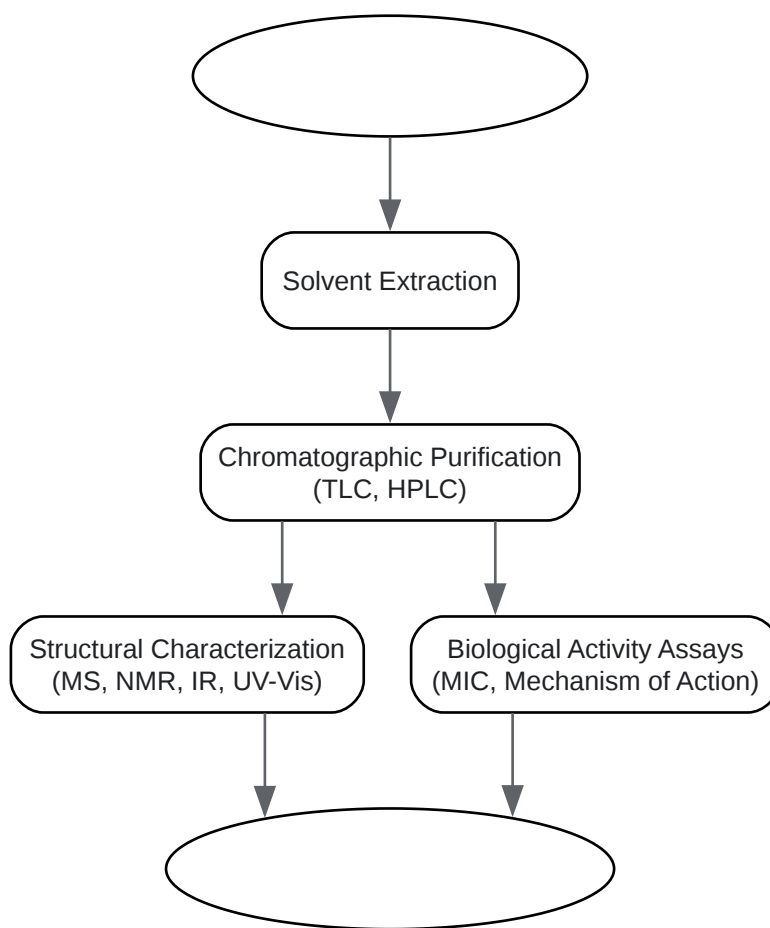 Solvent Extraction
Chromatographic Purification
(TLC, HPLC)
Structural Characterization
(MS, NMR, IR, UV-Vis)
Biological Activity Assays
(MIC, Mechanism of Action)